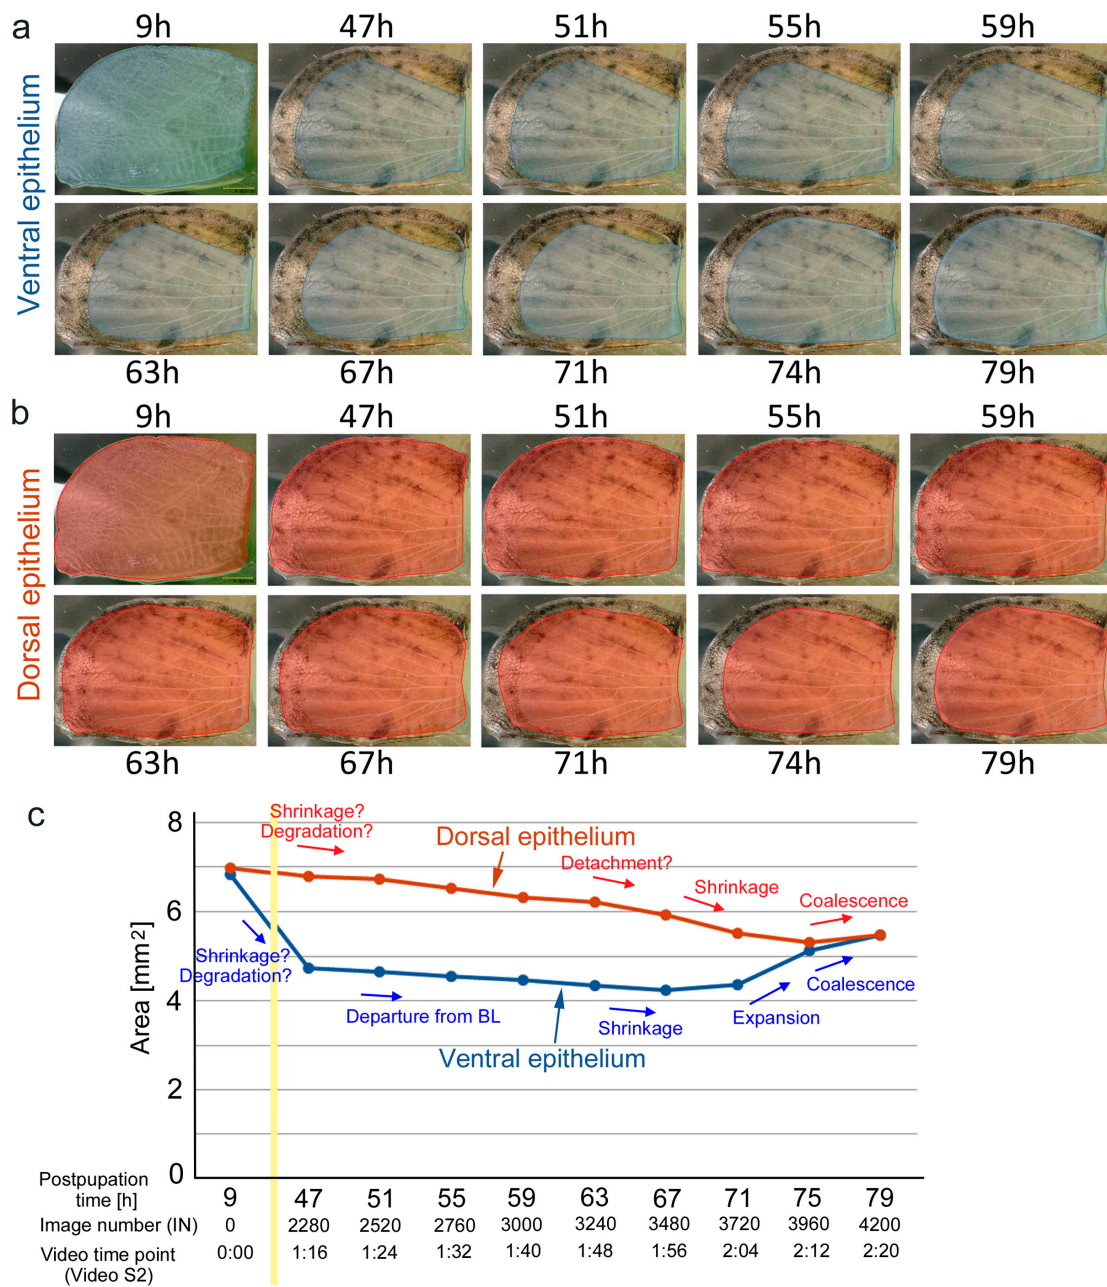 a
9h 47h 51h 55h 59h
Ventral epithelium
63h 67h 71h 74h 79h
b
9h 47h 51h 55h 59h
Dorsal epithelium
63h 67h 71h 74h 79h
c
Area [mm2]
8
6
4
2
0
Shrinkage?
Degradation?
Dorsal epithelium
Detachment?
Shrinkage
Coalescence
Shrinkage?
Degradation?
Departure from BL
Ventral epithelium
Shrinkage
Expansion
Coalescence
Postpupation
time [h]
9 47 51 55 59 63 67 71 75 79
Image number (IN)
0 2280 2520 2760 3000 3240 3480 3720 3960 4200
Video time point
(Video S2)
0:00 1:16 1:24 1:32 1:40 1:48 1:56 2:04 2:12 2:20